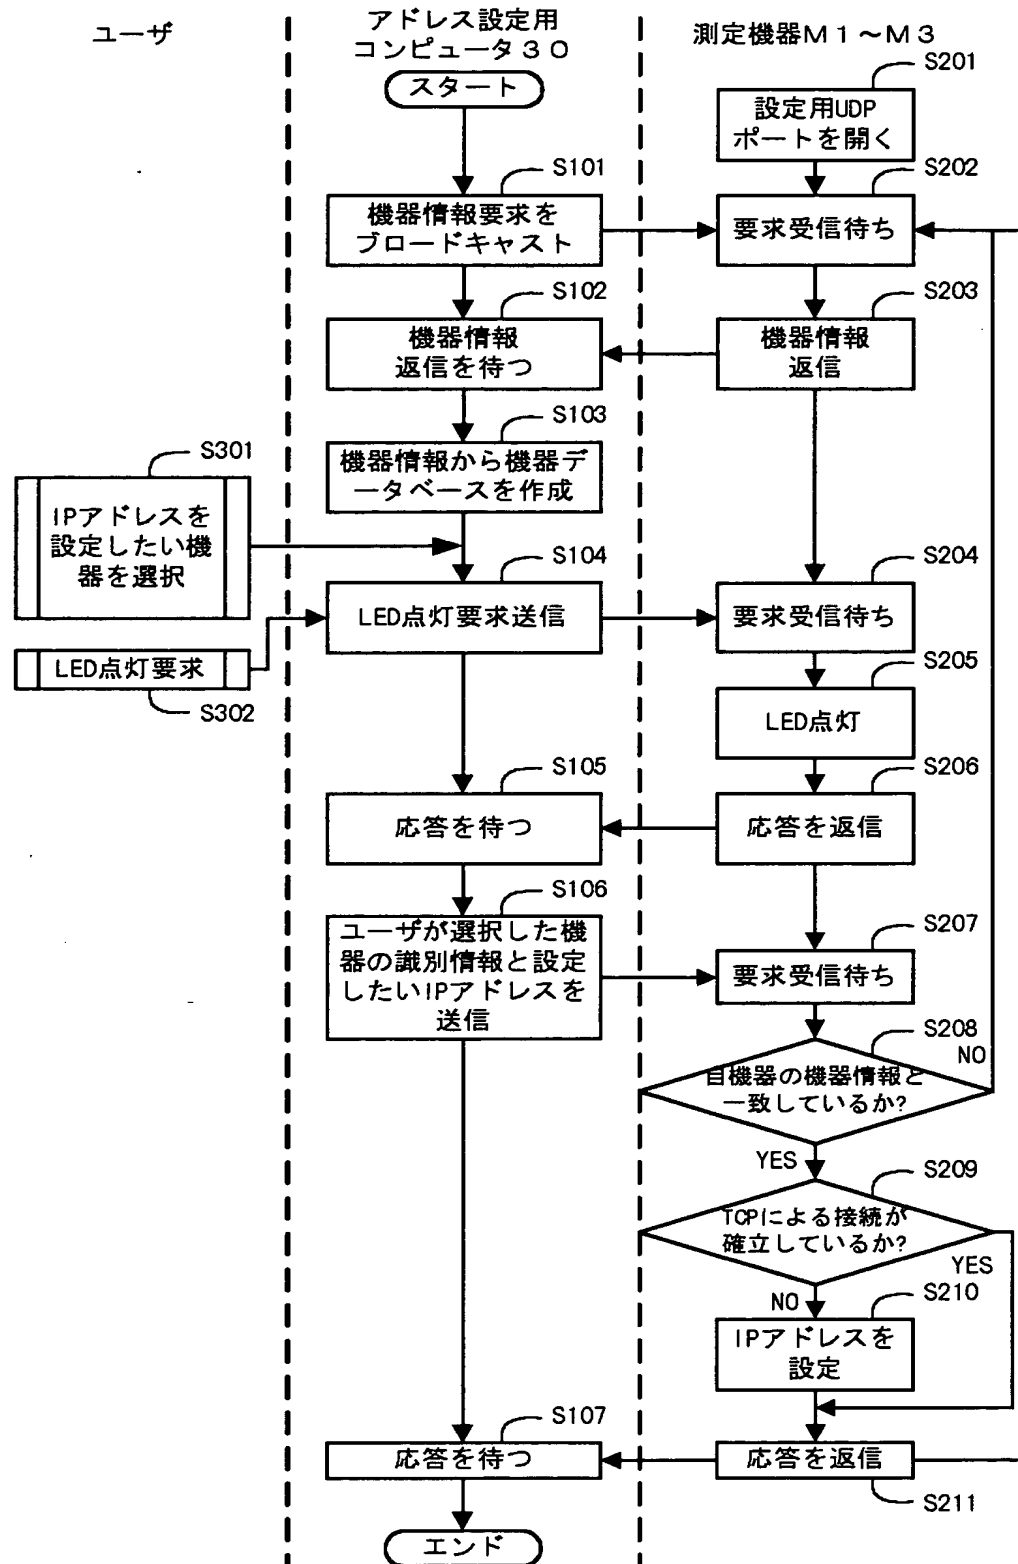 ユーザ
アドレス設定用
コンピュータ30
測定機器M1~M3
スタート
S201
設定用UDP
ポートを開く
S101
機器情報要求を
ブロードキャスト
S202
要求受信待ち
S102
機器情報
返信を待つ
S203
機器情報
返信
S103
機器情報から機器デ
ータベースを作成
S301
IPアドレスを
設定したい機
器を選択
S104
LED点灯要求送信
S204
要求受信待ち
LED点灯要求
S302
S205
LED点灯
S105
応答を待つ
S206
応答を返信
S106
ユーザが選択した機
器の識別情報と設定
したいIPアドレスを
送信
S207
要求受信待ち
S208
自機器の機器情報と
一致しているか?
NO
YES
S209
TCPによる接続が
確立しているか?
YES
NO
S210
IPアドレスを
設定
S107
応答を待つ
応答を返信
S211
エンド